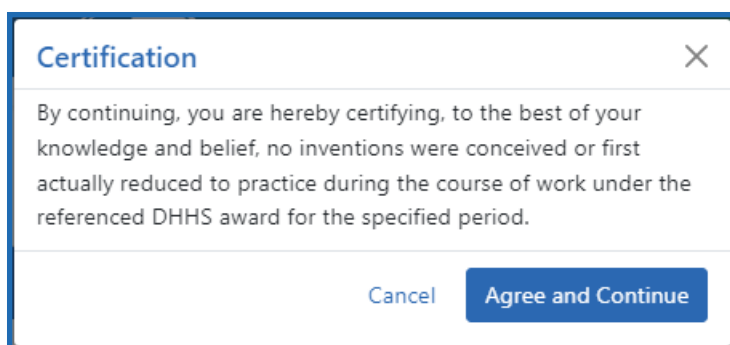 Certification
By continuing, you are hereby certifying, to the best of your
knowledge and belief, no inventions were conceived or first
actually reduced to practice during the course of work under the
referenced DHHS award for the specified period.
Cancel
Agree and Continue